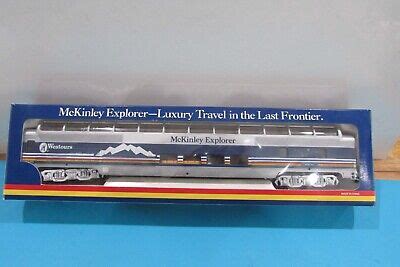 McKinley Explorer—Luxury Travel in the Last Frontier.
McKinley Explorer
Westours